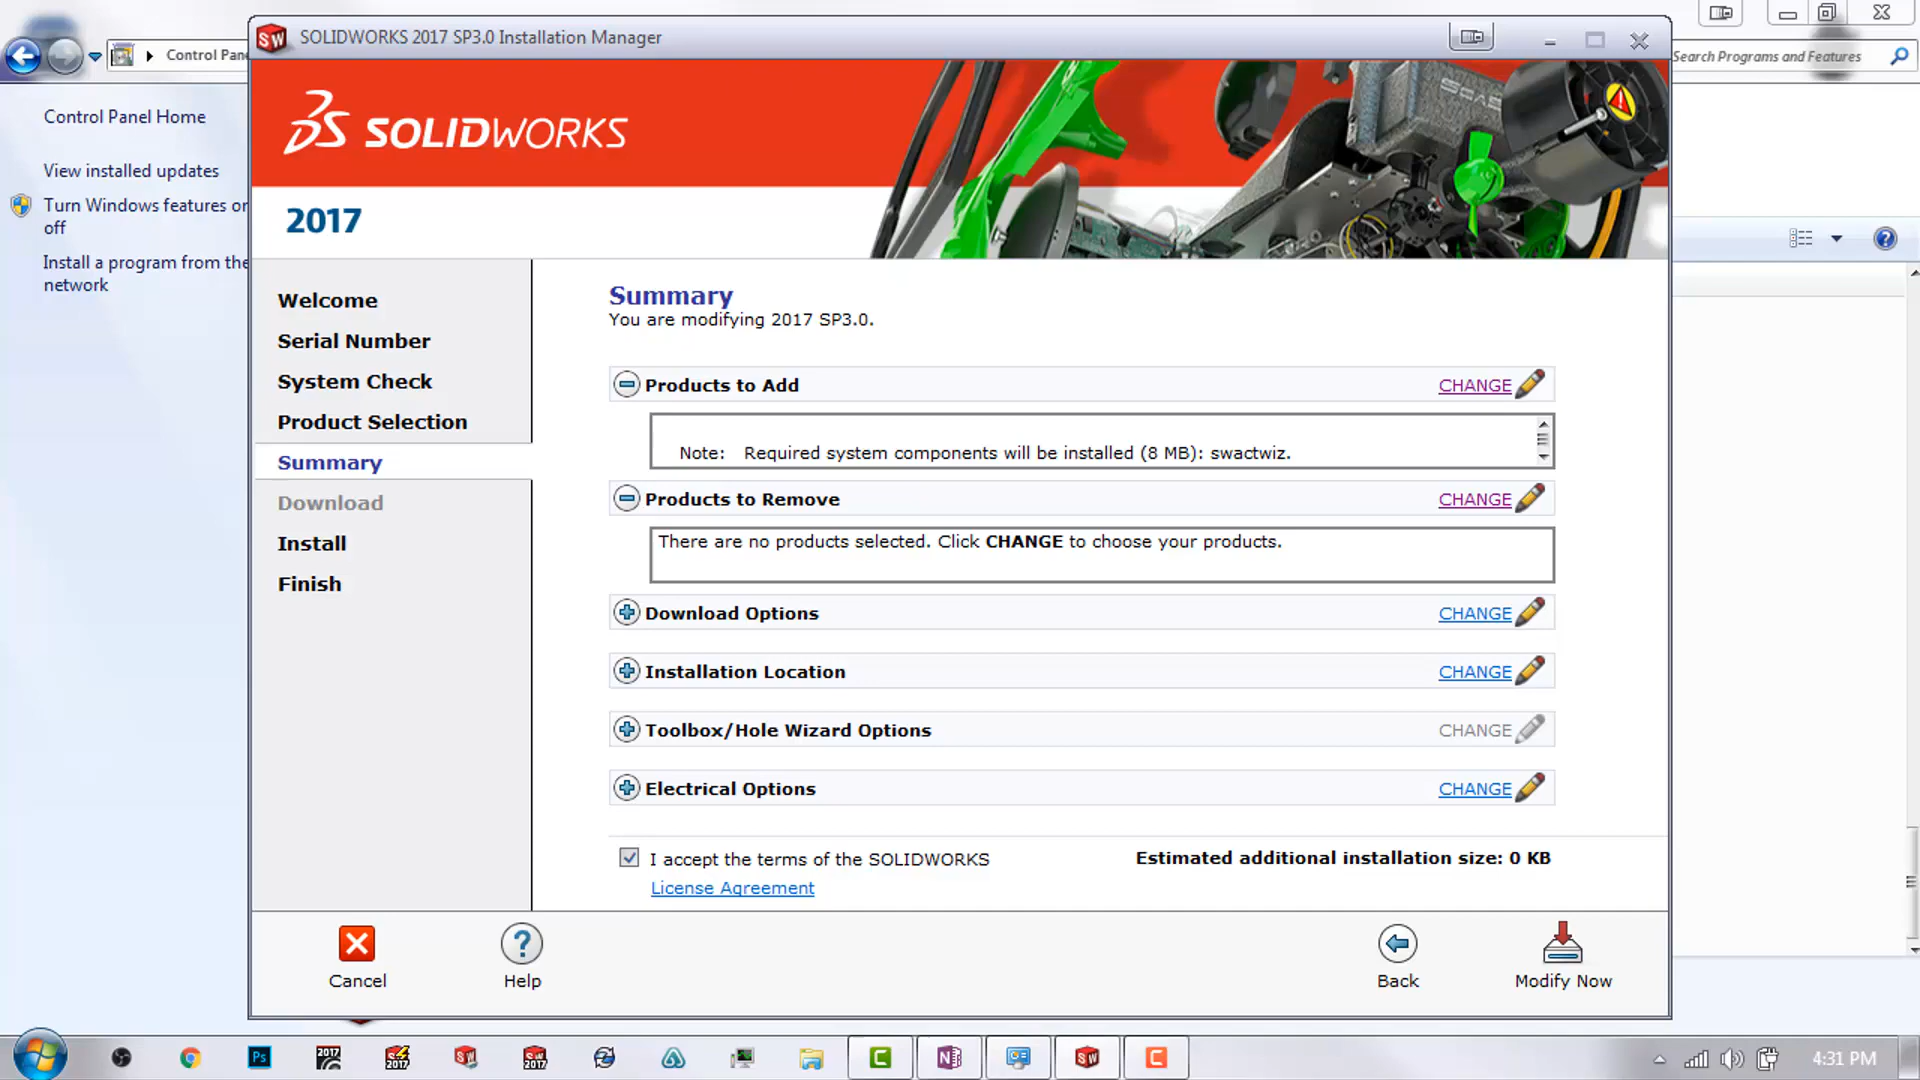 SOLIDWORKS 2017 SP3.0 Installation Manager
Search Programs and Features
Control Pane
Control Panel Home
View installed updates
Turn Windows features or
off
Install a program from the
network
SOLIDWORKS
2017
Welcome
Serial Number
System Check
Product Selection
Summary
Download
Install
Finish
Summary
You are modifying 2017 SP3.0.
Products to Add
CHANGE
Note: Required system components will be installed (8 MB): swactwiz.
Products to Remove
CHANGE
There are no products selected. Click CHANGE to choose your products.
Download Options
CHANGE
Installation Location
CHANGE
Toolbox/Hole Wizard Options
CHANGE
Electrical Options
CHANGE
I accept the terms of the SOLIDWORKS
License Agreement
Estimated additional installation size: 0 KB
Cancel
Help
Back
Modify Now
4:31 PM